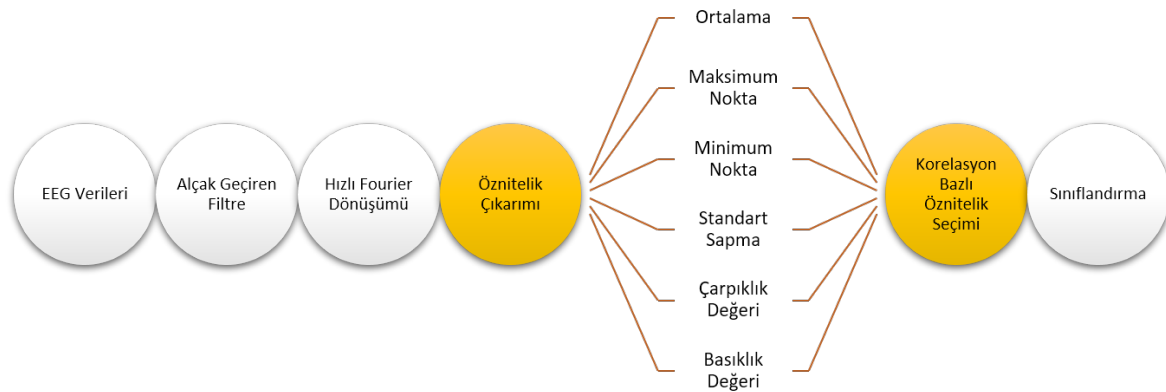 EEG Verileri
Alçak Geçiren
Filtre
Hızlı Fourier
Dönüşümü
Öznitelik
Çıkarımı
Ortalama
Maksimum
Nokta
Minimum
Nokta
Standart
Sapma
Çarpıklık
Değeri
Basıklık
Değeri
Korelasyon
Bazlı
Öznitelik
Seçimi
Sınıflandırma